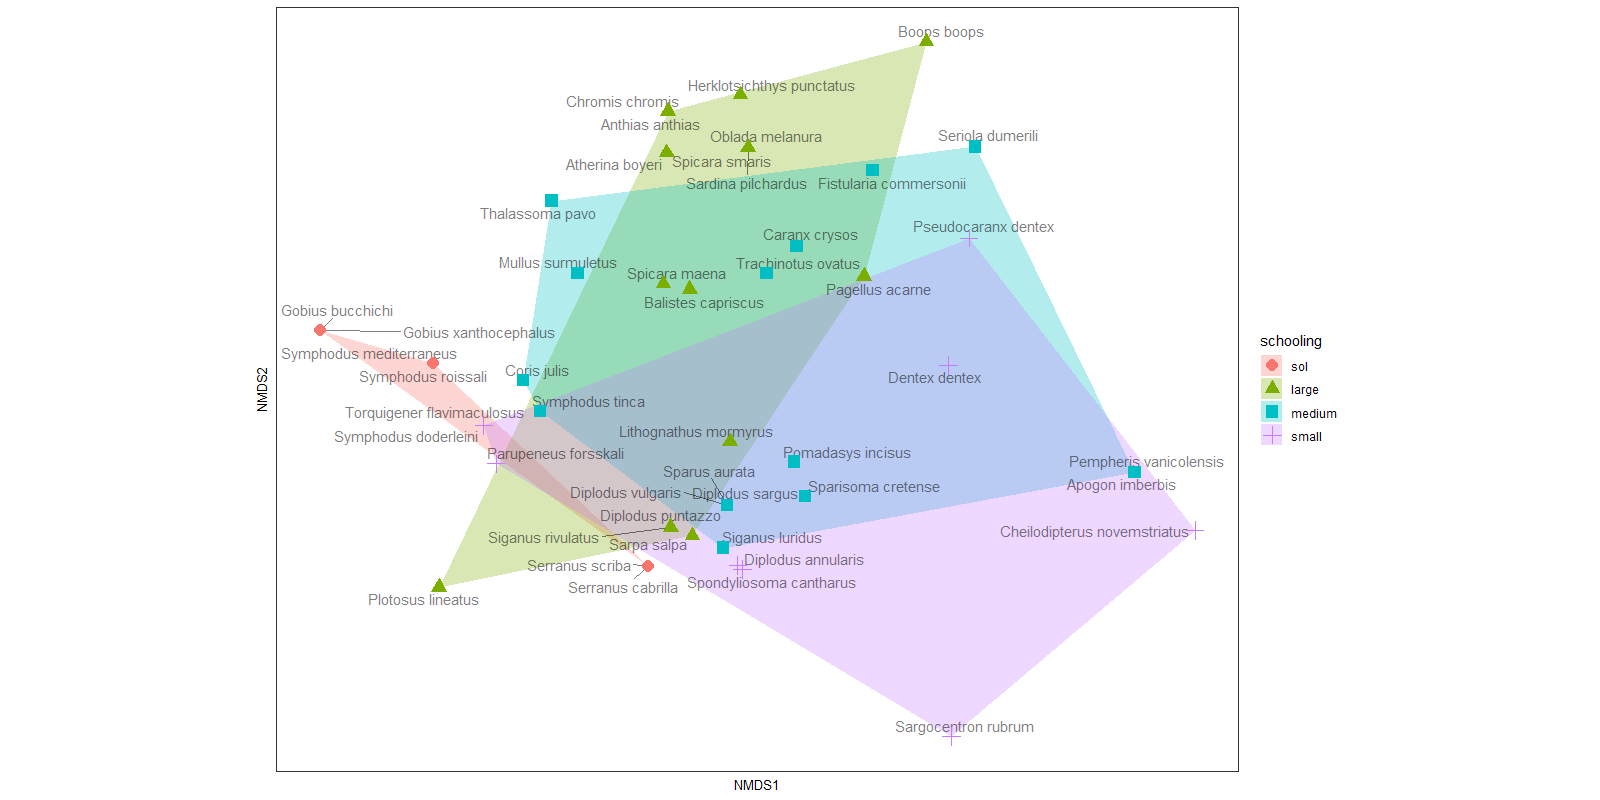 Boops boops
Herklotsichthys punctatus
Chromis chromis
Anthias anthias
Oblada melanura
Seriola dumerili
Atherina boyeri
Spicara smaris
Sardina pilchardus
Fistularia commersonii
Thalassoma pavo
Pseudocaranx dentex
Caranx crysos
Mullus surmuletus
Trachinotus ovatus
Spicara maena
Pagellus acarne
Balistes capriscus
Gobius bucchichi
Gobius xanthocephalus
Symphodus mediterraneus
Symphodus roissali
Coris julis
Dentex dentex
Symphodus tinca
Torquigener flavimaculosus
Symphodus doderleini
Lithognathus mormyrus
Parupeneus forsskali
Pomadasys incisus
Pempheris vanicolensis
Sparus aurata
Apogon imberbis
Diplodus vulgaris
Diplodus sargus
Sparisoma cretense
Diplodus puntazzo
Cheilodipterus novemstriatus
Siganus rivulatus
Sarpa salpa
Siganus luridus
Serranus scriba
Diplodus annularis
Serranus cabrilla
Spondyliosoma cantharus
Plotosus lineatus
Sargocentron rubrum
NMDS2
NMDS1
schooling
sol
large
medium
small